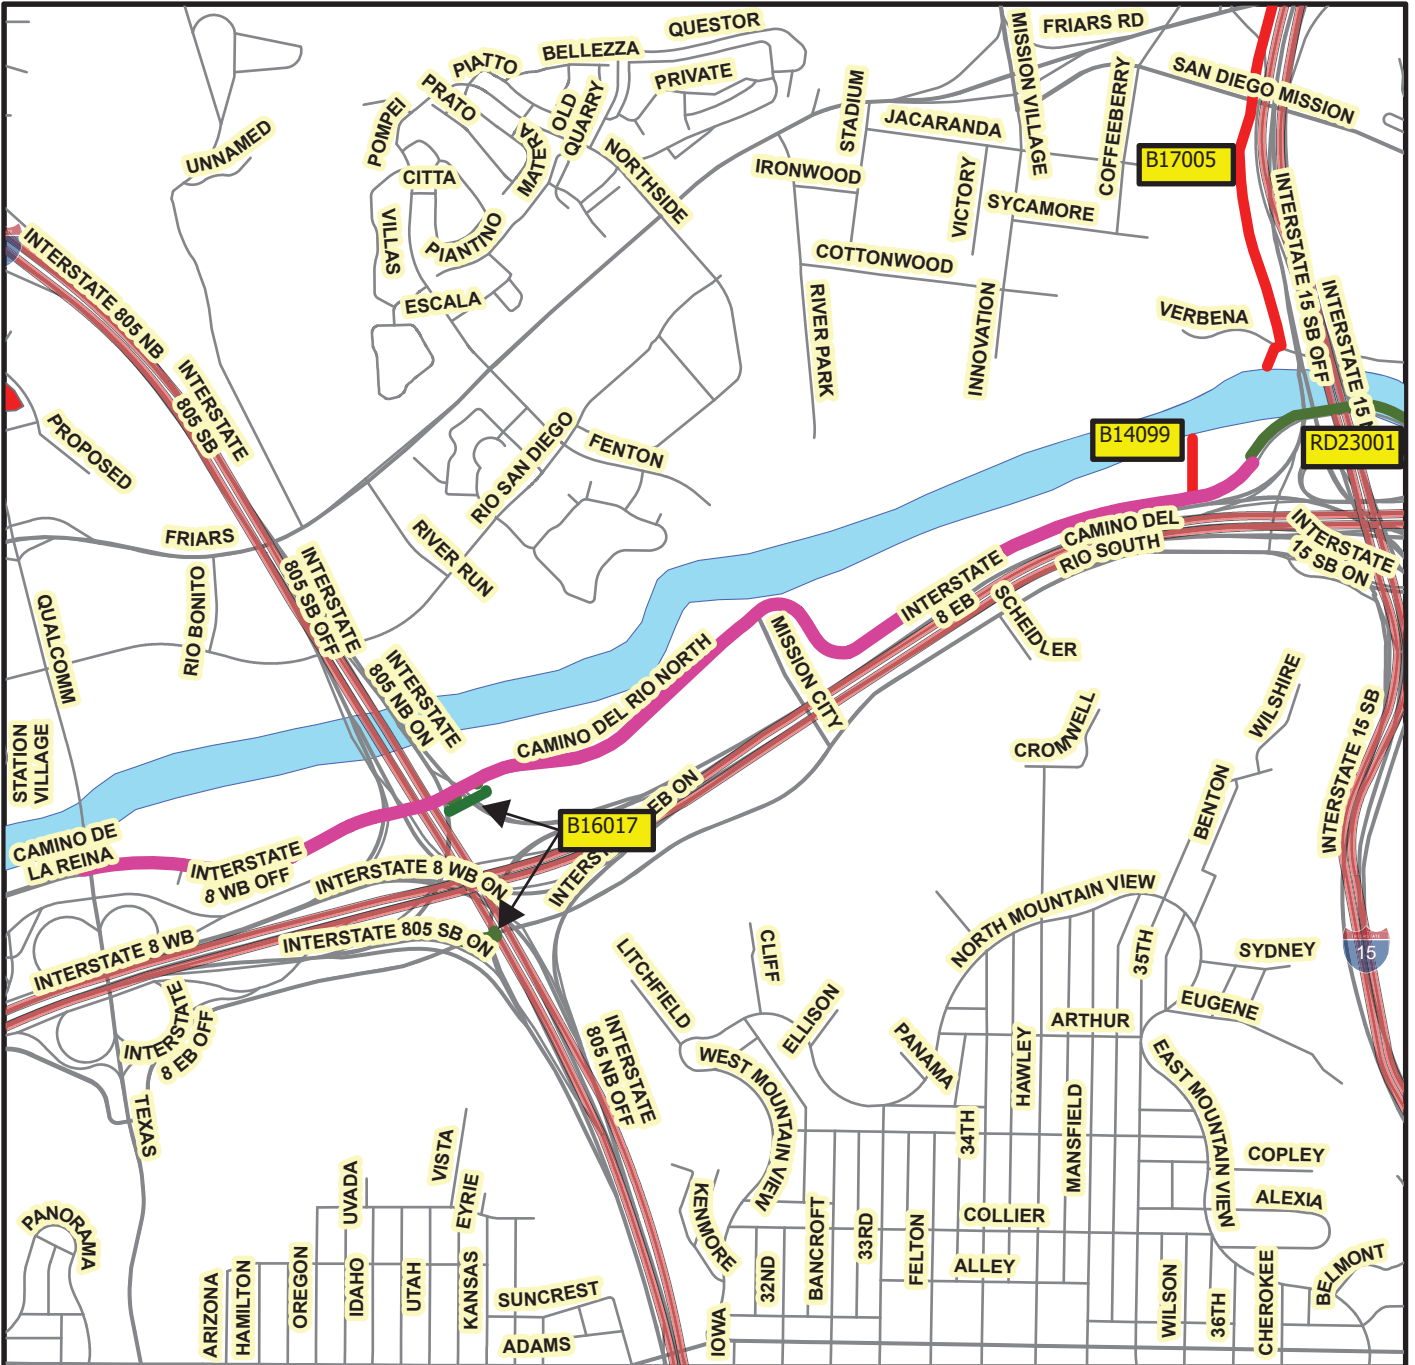 QUESTOR
FRIARS RD
BELLEZZA
PIATTO
PRIVATE
MISSION VILLAGE
SAN DIEGO MISSION
PRATO
OLD
QUARRY
STADIUM
COFFEEBERRY
POMPEI
MATERA
JACARANDA
UNNAMED
B17005
NORTHSIDE
IRONWOOD
CITTA
VICTORY
SYCAMORE
VILLAS
PIANTINO
INTERSTATE 15 SB OFF
COTTONWOOD
INTERSTATE 805 NB
ESCALA
RIVER PARK
INNOVATION
VERBENA
INTERSTATE 15 N
INTERSTATE
805 SB
PROPOSED
RIO SAN DIEGO
FENTON
B14099
RD23001
FRIARS
RIVER RUN
CAMINO DEL
RIO SOUTH
INTERSTATE
15 SB ON
INTERSTATE
805 SB OFF
RIO BONITO
QUALCOMM
INTERSTATE
8 EB
SCHEIDLER
MISSION CITY
CAMINO DEL RIO NORTH
INTERSTATE
805 NB ON
WILSHIRE
CROMWELL
INTERSTATE 15 SB
STATION
VILLAGE
BENTON
EB ON
INTERST
B16017
CAMINO DE
LA REINA
INTERSTATE
8 WB OFF
INTERSTATE 8 WB ON
NORTH MOUNTAIN VIEW
INTERSTATE 805 SB ON
INTERSTATE 8 WB
35TH
SYDNEY
INTERSTATE
15
CLIFF
LITCHFIELD
ELLISON
EUGENE
ARTHUR
INTERSTATE
8 EB OFF
INTERSTATE
805 NB OFF
PANAMA
HAWLEY
WEST MOUNTAIN VIEW
EAST MOUNTAIN VIEW
TEXAS
34TH
MANSFIELD
VISTA
COPLEY
UVADA
EYRIE
KENMORE
ALEXIA
PANORAMA
COLLIER
BANCROFT
33RD
FELTON
ALLEY
BELMONT
ARIZONA
HAMILTON
OREGON
IDAHO
UTAH
KANSAS
SUNCREST
32ND
WILSON
36TH
CHEROKEE
ADAMS
IOWA